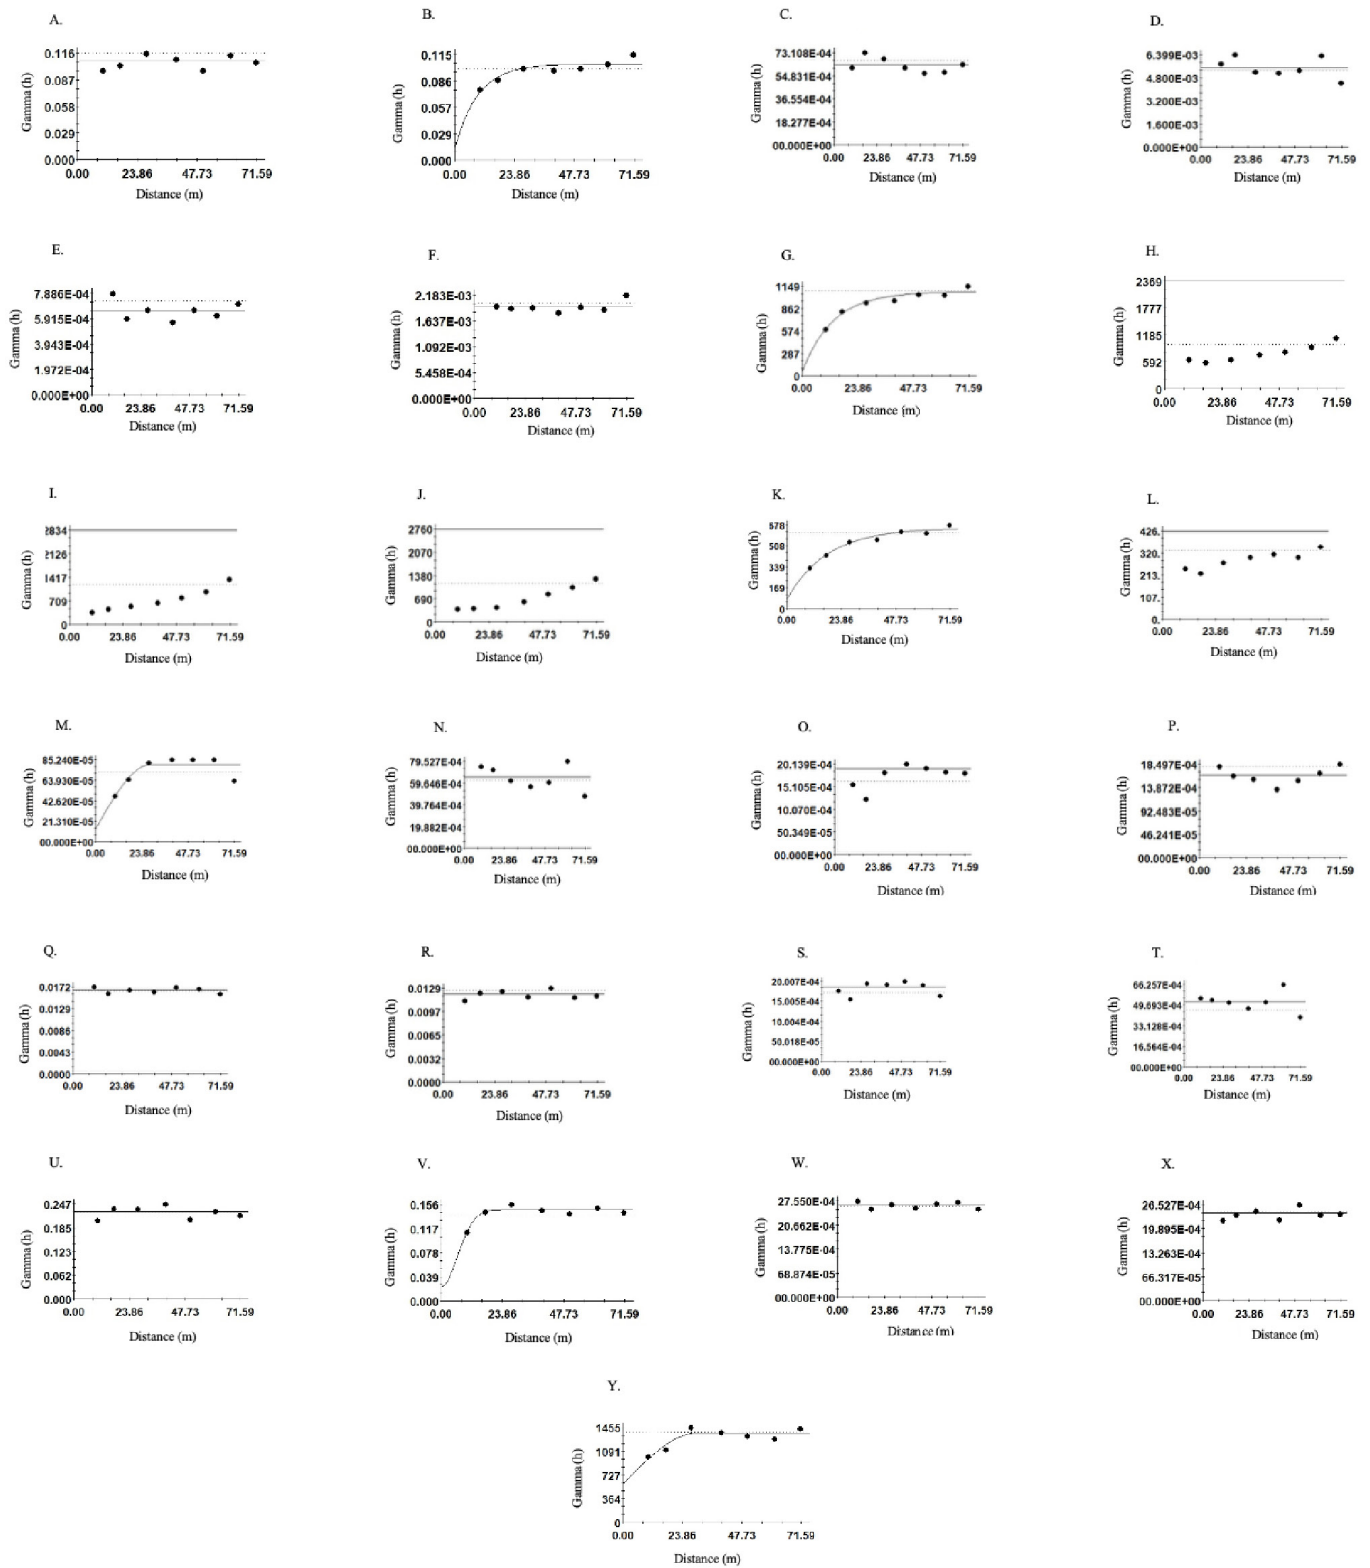 A.
Gamma (h)
0.116
0.087
0.058
0.029
0.000
0.00 23.86 47.73 71.59
Distance (m)
B.
Gamma (h)
0.115
0.086
0.057
0.029
0.000
0.00 23.86 47.73 71.59
Distance (m)
C.
Gamma (h)
73.108E-04
54.831E-04
36.554E-04
18.277E-04
00.000E+00
0.00 23.86 47.73 71.59
Distance (m)
D.
Gamma (h)
6.399E-03
4.800E-03
3.200E-03
1.600E-03
0.000E+00
0.00 23.86 47.73 71.59
Distance (m)
E.
Gamma (h)
7.886E-04
5.915E-04
3.943E-04
1.972E-04
0.000E+00
0.00 23.86 47.73 71.59
Distance (m)
F.
Gamma (h)
2.183E-03
1.637E-03
1.092E-03
5.458E-04
0.000E+00
0.00 23.86 47.73 71.59
Distance (m)
G.
Gamma (h)
1149
862
574
287
0
0.00 23.86 47.73 71.59
Distance (m)
H.
Gamma (h)
2369
1777
1185
592
0
0.00 23.86 47.73 71.59
Distance (m)
I.
Gamma (h)
2834
2126
1417
709
0
0.00 23.86 47.73 71.59
Distance (m)
J.
Gamma (h)
2760
2070
1380
690
0
0.00 23.86 47.73 71.59
Distance (m)
K.
Gamma (h)
678
508
339
169
0
0.00 23.86 47.73 71.59
Distance (m)
L.
Gamma (h)
426.
320.
213.
107.
0.
0.00 23.86 47.73 71.59
Distance (m)
M.
Gamma (h)
85.240E-05
63.930E-05
42.620E-05
21.310E-05
00.000E+00
0.00 23.86 47.73 71.59
Distance (m)
N.
Gamma (h)
79.527E-04
59.646E-04
39.764E-04
19.882E-04
00.000E+00
0.00 23.86 47.73 71.59
Distance (m)
O.
Gamma (h)
20.139E-04
15.105E-04
10.070E-04
50.349E-05
00.000E+00
0.00 23.86 47.73 71.59
Distance (m)
P.
Gamma (h)
18.497E-04
13.872E-04
92.483E-05
46.241E-05
00.000E+00
0.00 23.86 47.73 71.59
Distance (m)
Q.
Gamma (h)
0.0172
0.0129
0.0086
0.0043
0.0000
0.00 23.86 47.73 71.59
Distance (m)
R.
Gamma (h)
0.0129
0.0097
0.0065
0.0032
0.0000
0.00 23.86 47.73 71.59
Distance (m)
S.
Gamma (h)
20.007E-04
15.005E-04
10.004E-04
50.018E-05
00.000E+00
0.00 23.86 47.73 71.59
Distance (m)
T.
Gamma (h)
66.257E-04
49.693E-04
33.128E-04
16.564E-04
00.000E+00
0.00 23.86 47.73 71.59
Distance (m)
U.
Gamma (h)
0.247
0.185
0.123
0.062
0.000
0.00 23.86 47.73 71.59
Distance (m)
V.
Gamma (h)
0.156
0.117
0.078
0.039
0.000
0.00 23.86 47.73 71.59
Distance (m)
W.
Gamma (h)
27.550E-04
20.662E-04
13.775E-04
68.874E-05
00.000E+00
0.00 23.86 47.73 71.59
Distance (m)
X.
Gamma (h)
26.527E-04
19.895E-04
13.263E-04
66.317E-05
00.000E+00
0.00 23.86 47.73 71.59
Distance (m)
Y.
Gamma (h)
1455
1091
727
364
0
0.00 23.86 47.73 71.59
Distance (m)